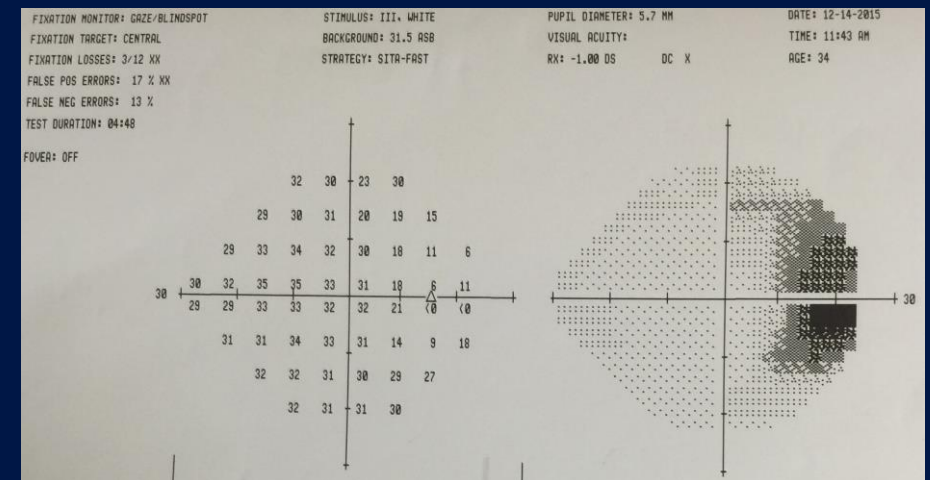 FIXATION MONITOR: GAZE/BLINDSPOT
FIXATION TARGET: CENTRAL
FIXATION LOSSES: 3/12 XX
FALSE POS ERRORS: 17 % XX
FALSE NEG ERRORS: 13 %
TEST DURATION: 04:48
FOVEA: OFF
STIMULUS: III, WHITE
BACKGROUND: 31.5 ASB
STRATEGY: SITA-FAST
PUPIL DIAMETER: 5.7 MM
VISUAL ACUITY:
RX: -1.00 DS DC X
DATE: 12-14-2015
TIME: 11:43 AM
AGE: 34
32 30 23 30
29 30 31 20 19 15
29 33 34 32 30 18 11 6
30 32 35 35 33 31 18 6 11
30
29 29 33 33 32 32 21 <0 <0
31 31 34 33 31 14 9 18
32 32 31 30 29 27
32 31 31 30
30